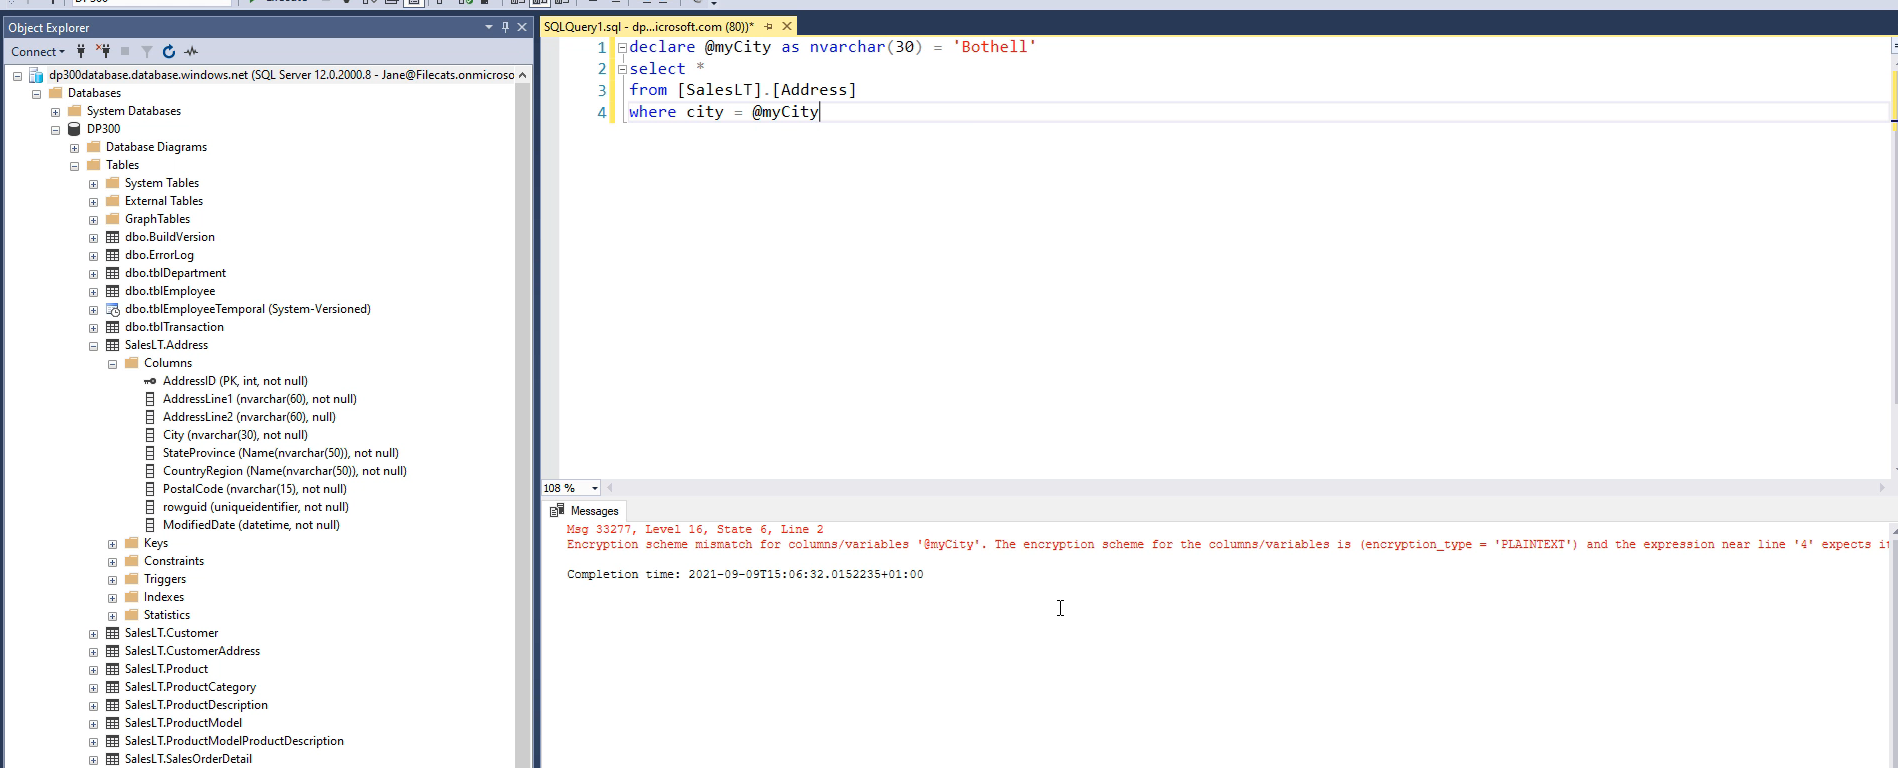 DP300
Object Explorer
Connect
dp300database.database.windows.net (SQL Server 12.0.2000.8 - Jane@Filecats.onmicroso
Databases
System Databases
DP300
Database Diagrams
Tables
System Tables
External Tables
GraphTables
dbo.BuildVersion
dbo.ErrorLog
dbo.tblDepartment
dbo.tblEmployee
dbo.tblEmployeeTemporal (System-Versioned)
dbo.tblTransaction
SalesLT.Address
Columns
AddressID (PK, int, not null)
AddressLine1 (nvarchar(60), not null)
AddressLine2 (nvarchar(60), null)
City (nvarchar(30), not null)
StateProvince (Name(nvarchar(50)), not null)
CountryRegion (Name(nvarchar(50)), not null)
PostalCode (nvarchar(15), not null)
rowguid (uniqueidentifier, not null)
ModifiedDate (datetime, not null)
Keys
Constraints
Triggers
Indexes
Statistics
SalesLT.Customer
SalesLT.CustomerAddress
SalesLT.Product
SalesLT.ProductCategory
SalesLT.ProductDescription
SalesLT.ProductModel
SalesLT.ProductModelProductDescription
SalesLT.SalesOrderDetail
SQLQuery1.sql - dp...icrosoft.com (80))*
1 declare @myCity as nvarchar(30) = 'Bothell'
2 select *
3 from [SalesLT].[Address]
4 where city = @myCity
108 %
Messages
Msg 33277, Level 16, State 6, Line 2
Encryption scheme mismatch for columns/variables '@myCity'. The encryption scheme for the columns/variables is (encryption_type = 'PLAINTEXT') and the expression near line '4' expects it
Completion time: 2021-09-09T15:06:32.0152235+01:00